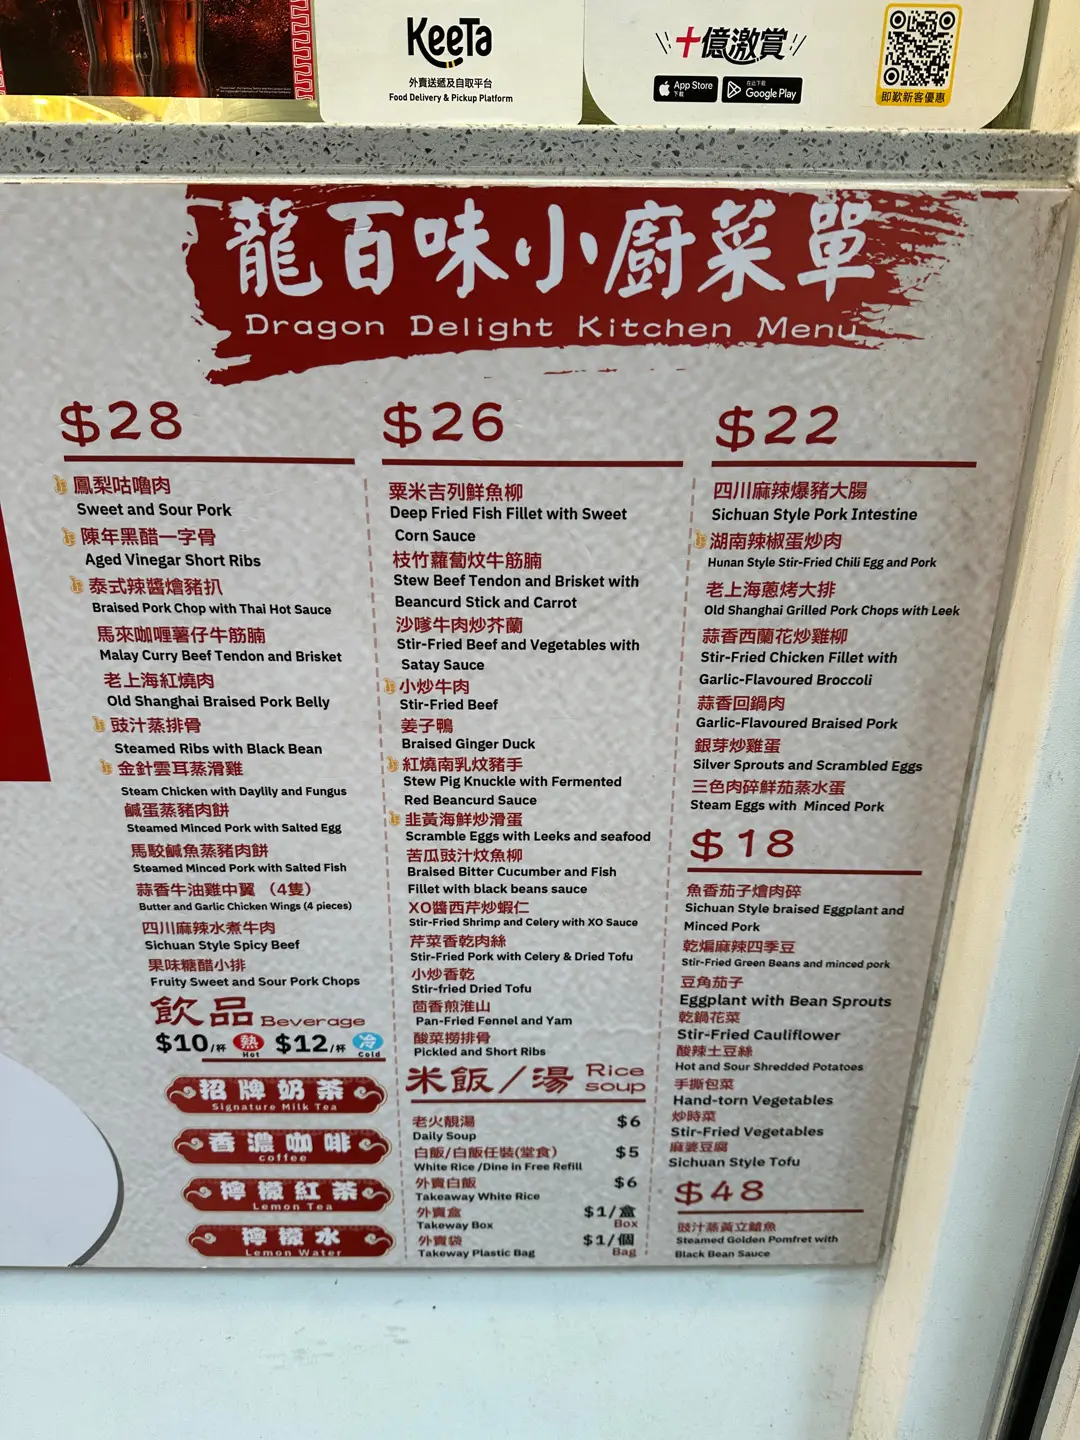 KeeTa
外賣送遞及自取平台
Food Delivery & Pickup Platform
十億激賞
App Store
下載
在此下載
Google Play
即歎新客優惠
龍百味小廚菜單
Dragon Delight Kitchen Menu
$28
鳳梨咕嚕肉
Sweet and Sour Pork
陳年黑醋一字骨
Aged Vinegar Short Ribs
泰式辣醬燴豬扒
Braised Pork Chop with Thai Hot Sauce
馬來咖喱薯仔牛筋腩
Malay Curry Beef Tendon and Brisket
老上海紅燒肉
Old Shanghai Braised Pork Belly
豉汁蒸排骨
Steamed Ribs with Black Bean
金針雲耳蒸滑雞
Steam Chicken with Daylily and Fungus
鹹蛋蒸豬肉餅
Steamed Minced Pork with Salted Egg
馬鮫鹹魚蒸豬肉餅
Steamed Minced Pork with Salted Fish
蒜香牛油雞中翼（4隻）
Butter and Garlic Chicken Wings (4 pieces)
四川麻辣水煮牛肉
Sichuan Style Spicy Beef
果味糖醋小排
Fruity Sweet and Sour Pork Chops
飲品 Beverage
$10/杯 熱 Hot $12/杯 冷 Cold
招牌奶茶
Signature Milk Tea
香濃咖啡
coffee
檸檬紅茶
Lemon Tea
檸檬水
Lemon Water
$26
粟米吉列鮮魚柳
Deep Fried Fish Fillet with Sweet
Corn Sauce
枝竹蘿蔔炆牛筋腩
Stew Beef Tendon and Brisket with
Beancurd Stick and Carrot
沙嗲牛肉炒芥蘭
Stir-Fried Beef and Vegetables with
Satay Sauce
小炒牛肉
Stir-Fried Beef
姜子鴨
Braised Ginger Duck
紅燒南乳炆豬手
Stew Pig Knuckle with Fermented
Red Beancurd Sauce
韭黃海鮮炒滑蛋
Scramble Eggs with Leeks and seafood
苦瓜豉汁炆魚柳
Braised Bitter Cucumber and Fish
Fillet with black beans sauce
XO醬西芹炒蝦仁
Stir-Fried Shrimp and Celery with XO Sauce
芹菜香乾肉絲
Stir-Fried Pork with Celery & Dried Tofu
小炒香乾
Stir-fried Dried Tofu
茴香煎淮山
Pan-Fried Fennel and Yam
酸菜撈排骨
Pickled and Short Ribs
米飯/湯 Rice soup
老火靚湯 $6
Daily Soup
白飯/白飯任裝(堂食) $5
White Rice /Dine in Free Refill
外賣白飯 $6
Takeaway White Rice
外賣盒 $1/盒
Takeway Box Box
外賣袋 $1/個
Takeway Plastic Bag Bag
$22
四川麻辣爆豬大腸
Sichuan Style Pork Intestine
湖南辣椒蛋炒肉
Hunan Style Stir-Fried Chili Egg and Pork
老上海蔥烤大排
Old Shanghai Grilled Pork Chops with Leek
蒜香西蘭花炒雞柳
Stir-Fried Chicken Fillet with
Garlic-Flavoured Broccoli
蒜香回鍋肉
Garlic-Flavoured Braised Pork
銀芽炒雞蛋
Silver Sprouts and Scrambled Eggs
三色肉碎鮮茄蒸水蛋
Steam Eggs with Minced Pork
$18
魚香茄子燴肉碎
Sichuan Style braised Eggplant and
Minced Pork
乾煸麻辣四季豆
Stir-Fried Green Beans and minced pork
豆角茄子
Eggplant with Bean Sprouts
乾鍋花菜
Stir-Fried Cauliflower
酸辣土豆絲
Hot and Sour Shredded Potatoes
手撕包菜
Hand-torn Vegetables
炒時菜
Stir-Fried Vegetables
麻婆豆腐
Sichuan Style Tofu
$48
豉汁蒸黃立鯧魚
Steamed Golden Pomfret with
Black Bean Sauce